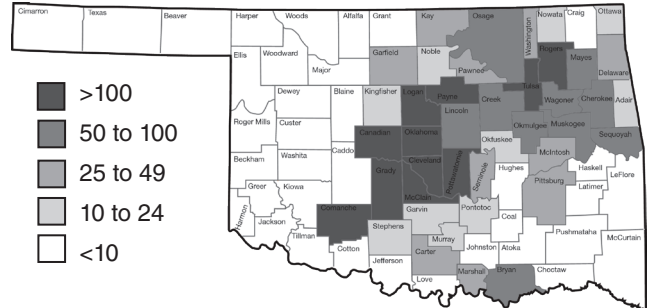 Cimarron
Texas
Beaver
Harper
Woods
Alfalfa
Grant
Kay
Osage
Washington
Nowata
Craig
Ottawa
Ellis
Woodward
Major
Garfield
Noble
Pawnee
Rogers
Mayes
Delaware
>100
50 to 100
25 to 49
10 to 24
<10
Dewey
Blaine
Kingfisher
Logan
Payne
Creek
Tulsa
Wagoner
Cherokee
Adair
Roger Mills
Custer
Canadian
Oklahoma
Lincoln
Okfuskee
Okmulgee
Muskogee
Sequoyah
Beckham
Washita
Caddo
Grady
Cleveland
Pottawatomie
Seminole
Hughes
McIntosh
Pittsburg
Haskell
LeFlore
Latimer
Greer
Kiowa
Harmon
Jackson
Tillman
Comanche
Cotton
Stephens
Jefferson
McClain
Garvin
Murray
Carter
Love
Pontotoc
Johnston
Marshall
Coal
Atoka
Bryan
Pushmataha
Choctaw
McCurtain